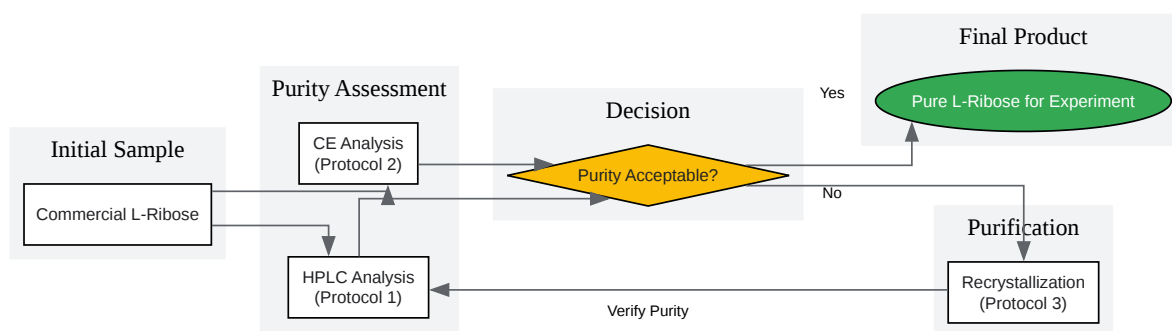 Initial Sample
Commercial L-Ribose
Purity Assessment
CE Analysis
(Protocol 2)
HPLC Analysis
(Protocol 1)
Decision
Purity Acceptable?
Yes
No
Final Product
Pure L-Ribose for Experiment
Purification
Recrystallization
(Protocol 3)
Verify Purity